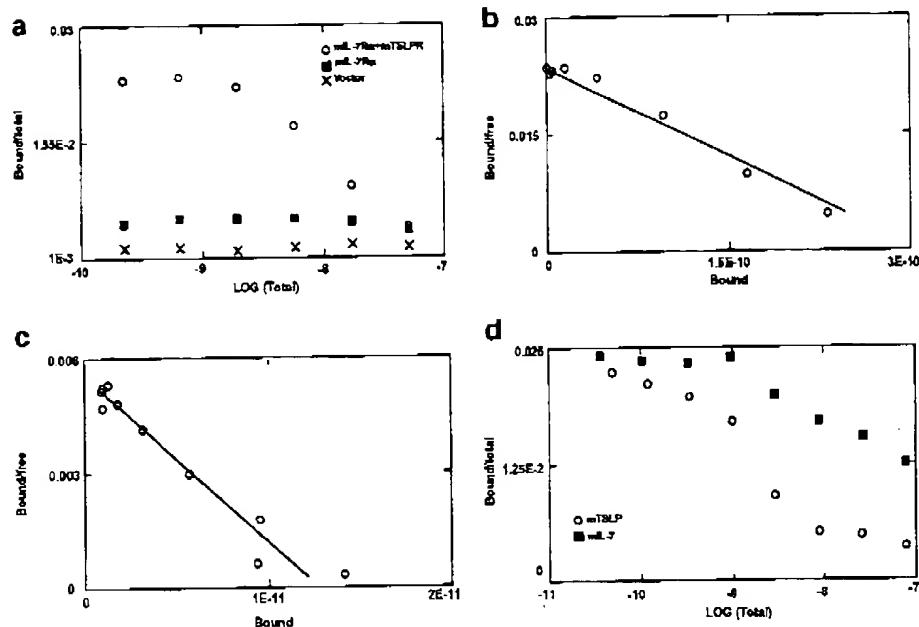 a
0.03
Bound/total
1E-3
-10
-9
-8
-7
LOG (Total)
mIL-7Rα+mTSLPR
mIL-7Rα
Vector
b
0.03
Bound/free
0.015
0
0
1.5E-10
3E-10
Bound
c
0.006
Bound/free
0.003
0
0
1E-11
2E-11
Bound
d
0.025
Bound/total
1.25E-2
0
mTSLP
mIL-7
-11
-10
-9
-8
-7
LOG (Total)